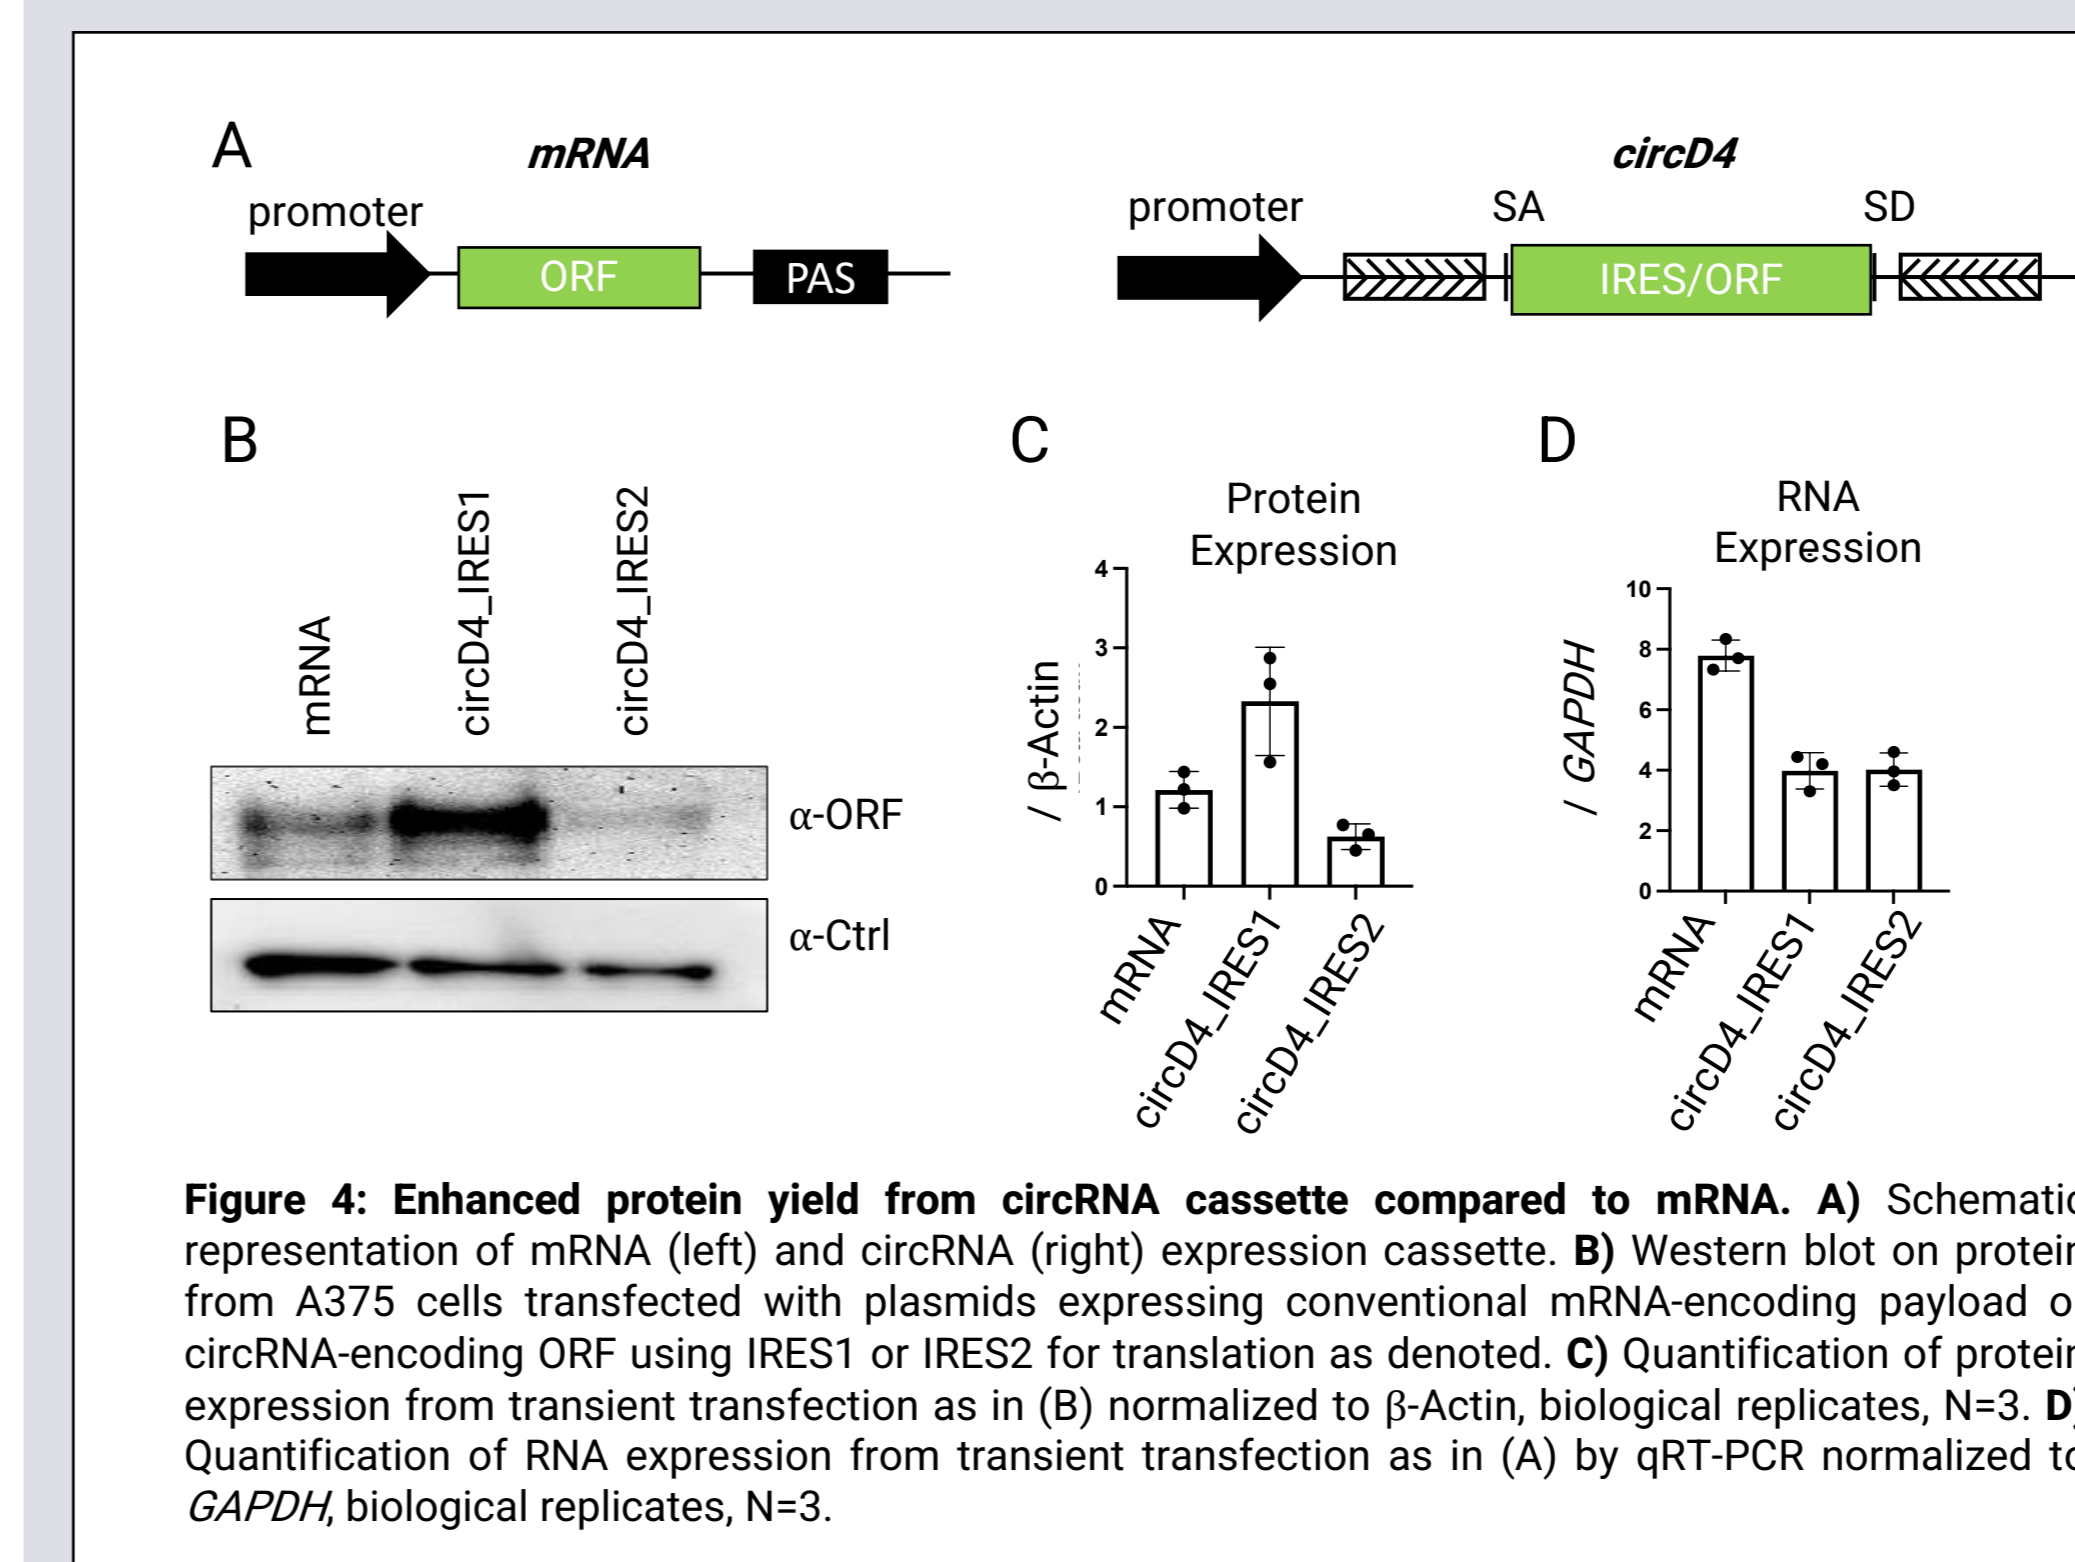 A
mRNA
circD4
promoter
ORF
PAS
promoter
SA
SD
IRES/ORF
B
mRNA
circD4_IRES1
circD4_IRES2
α-ORF
α-Ctrl
C
Protein
Expression
/ β-Actin
4
3
2
1
0
mRNA
circD4_IRES1
circD4_IRES2
D
RNA
Expression
/ GAPDH
10
8
6
4
2
0
mRNA
circD4_IRES1
circD4_IRES2
Figure 4: Enhanced protein yield from circRNA cassette compared to mRNA. A) Schematic
representation of mRNA (left) and circRNA (right) expression cassette. B) Western blot on protein
from A375 cells transfected with plasmids expressing conventional mRNA-encoding payload o
circRNA-encoding ORF using IRES1 or IRES2 for translation as denoted. C) Quantification of protein
expression from transient transfection as in (B) normalized to β-Actin, biological replicates, N=3. D)
Quantification of RNA expression from transient transfection as in (A) by qRT-PCR normalized to
GAPDH, biological replicates, N=3.